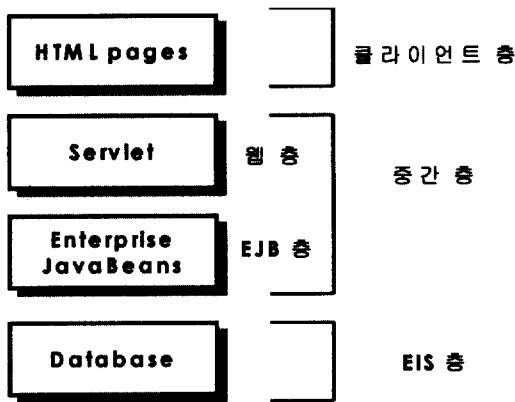 HTML pages
클라이언트 층
Servlet
웹 층
중간 층
Enterprise
JavaBeans
EJB 층
Database
EIS 층